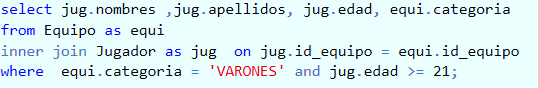 select jug.nombres ,jug.apellidos, jug.edad, equi.categoria
from Equipo as equi
inner join Jugador as jug  on jug.id_equipo = equi.id_equipo
where  equi.categoria = 'VARONES' and jug.edad >= 21;